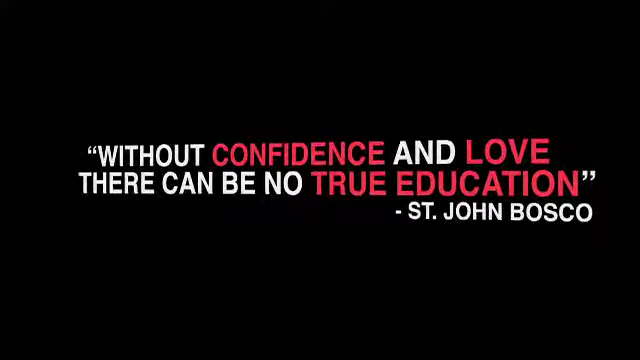 “WITHOUT CONFIDENCE AND LOVE
THERE CAN BE NO TRUE EDUCATION”
- ST. JOHN BOSCO